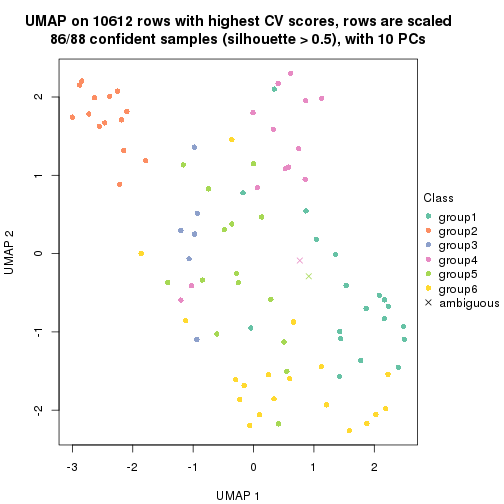 UMAP on 10612 rows with highest CV scores, rows are scaled
86/88 confident samples (silhouette > 0.5), with 10 PCs
2
1
0
-1
-2
UMAP 2
-3
-2
-1
0
1
2
UMAP 1
Class
group1
group2
group3
group4
group5
group6
ambiguous